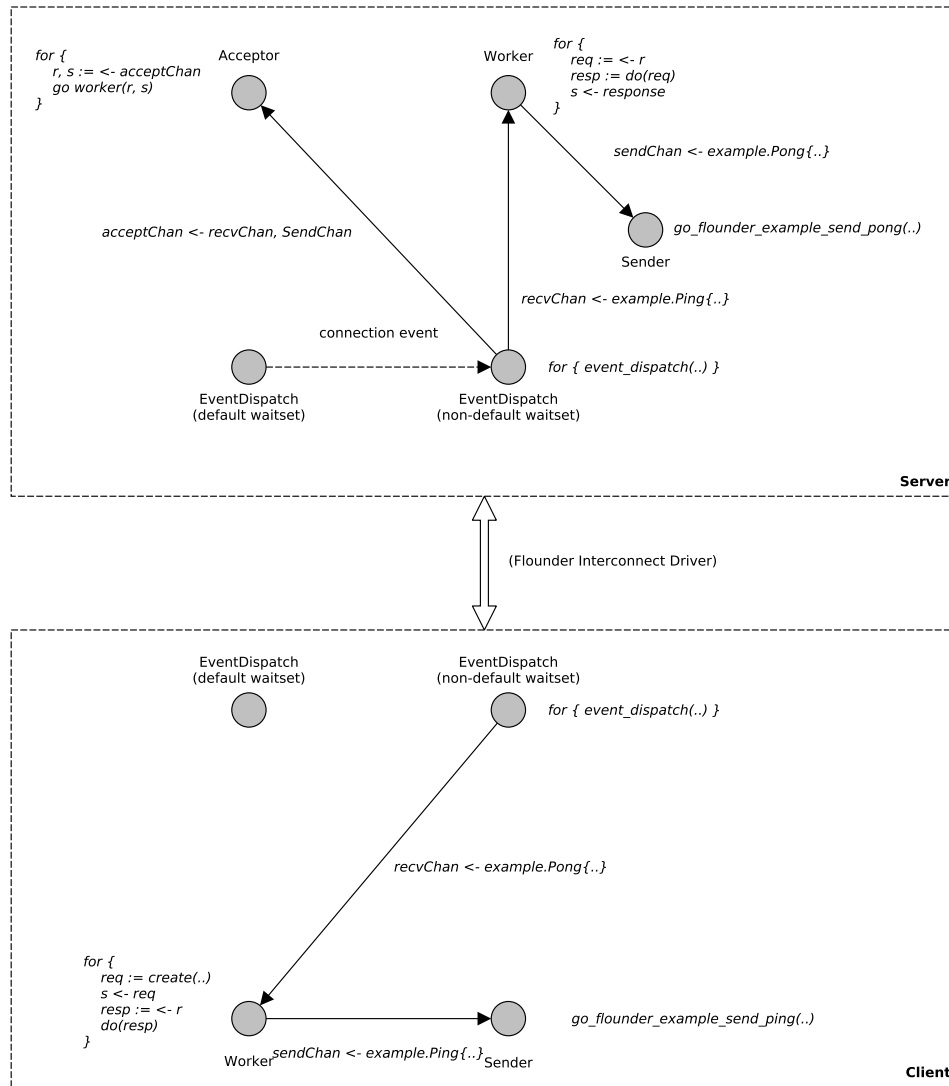 for {
r, s := <- acceptChan
go worker(r, s)
}
Acceptor
Worker
for {
req := <- r
resp := do(req)
s <- response
}
sendChan <- example.Pong{..}
acceptChan <- recvChan, SendChan
go_flounder_example_send_pong(..)
Sender
recvChan <- example.Ping{..}
connection event
for { event_dispatch(..) }
EventDispatch
(default waitset)
EventDispatch
(non-default waitset)
Server
(Flounder Interconnect Driver)
EventDispatch
(default waitset)
EventDispatch
(non-default waitset)
for { event_dispatch(..) }
recvChan <- example.Pong{..}
for {
req := create(..)
s <- req
resp := <- r
do(resp)
}
go_flounder_example_send_ping(..)
Worker
sendChan <- example.Ping{..}
Sender
Client